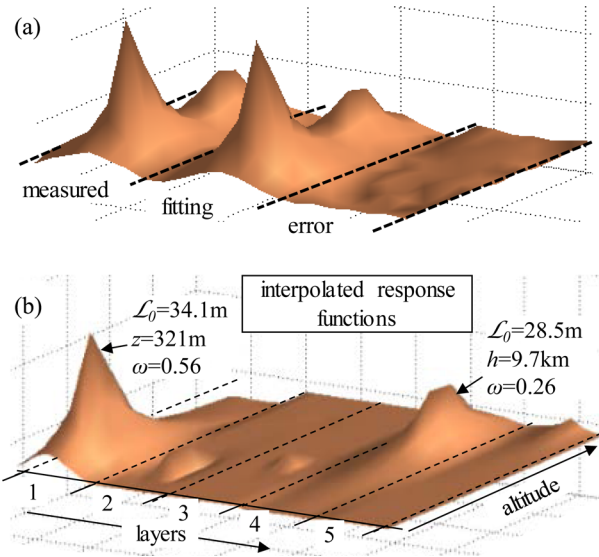 (a)
measured
fitting
error
(b)
interpolated response
functions
ℒ₀=34.1m
z=321m
ω=0.56
ℒ₀=28.5m
h=9.7km
ω=0.26
1
2
3
4
5
layers
altitude